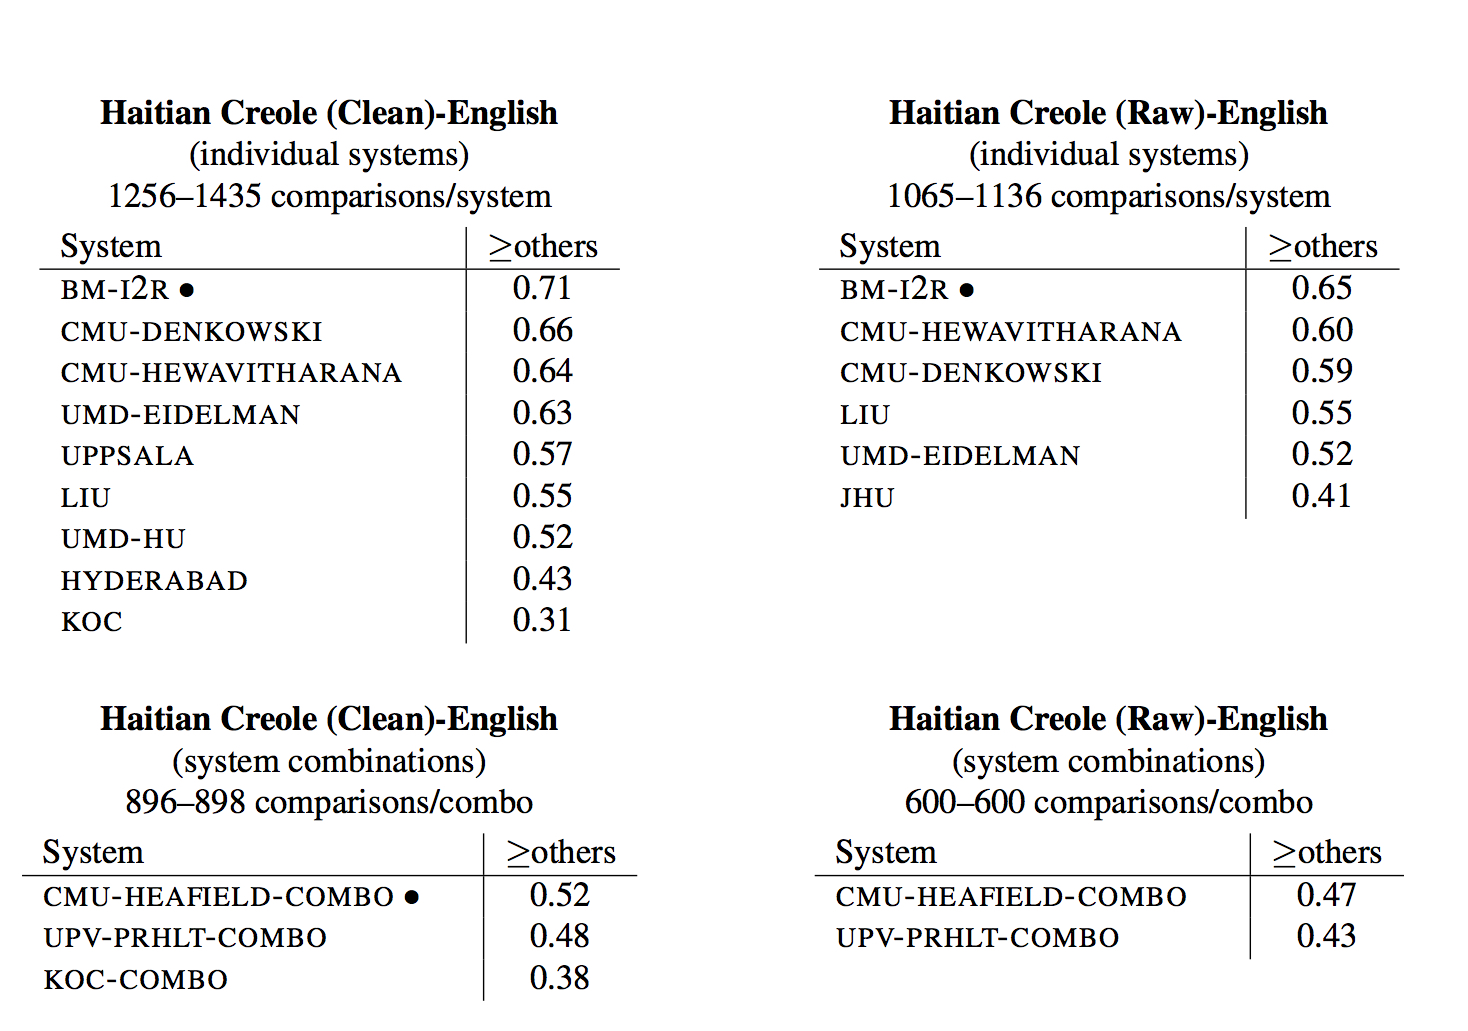 Haitian Creole (Clean)-English
(individual systems)
1256–1435 comparisons/system
System ≥others
BM-I2R ● 0.71
CMU-DENKOWSKI 0.66
CMU-HEWAVITHARANA 0.64
UMD-EIDELMAN 0.63
UPPSALA 0.57
LIU 0.55
UMD-HU 0.52
HYDERABAD 0.43
KOC 0.31
Haitian Creole (Raw)-English
(individual systems)
1065–1136 comparisons/system
System ≥others
BM-I2R ● 0.65
CMU-HEWAVITHARANA 0.60
CMU-DENKOWSKI 0.59
LIU 0.55
UMD-EIDELMAN 0.52
JHU 0.41
Haitian Creole (Clean)-English
(system combinations)
896–898 comparisons/combo
System ≥others
CMU-HEAFIELD-COMBO ● 0.52
UPV-PRHLT-COMBO 0.48
KOC-COMBO 0.38
Haitian Creole (Raw)-English
(system combinations)
600–600 comparisons/combo
System ≥others
CMU-HEAFIELD-COMBO 0.47
UPV-PRHLT-COMBO 0.43